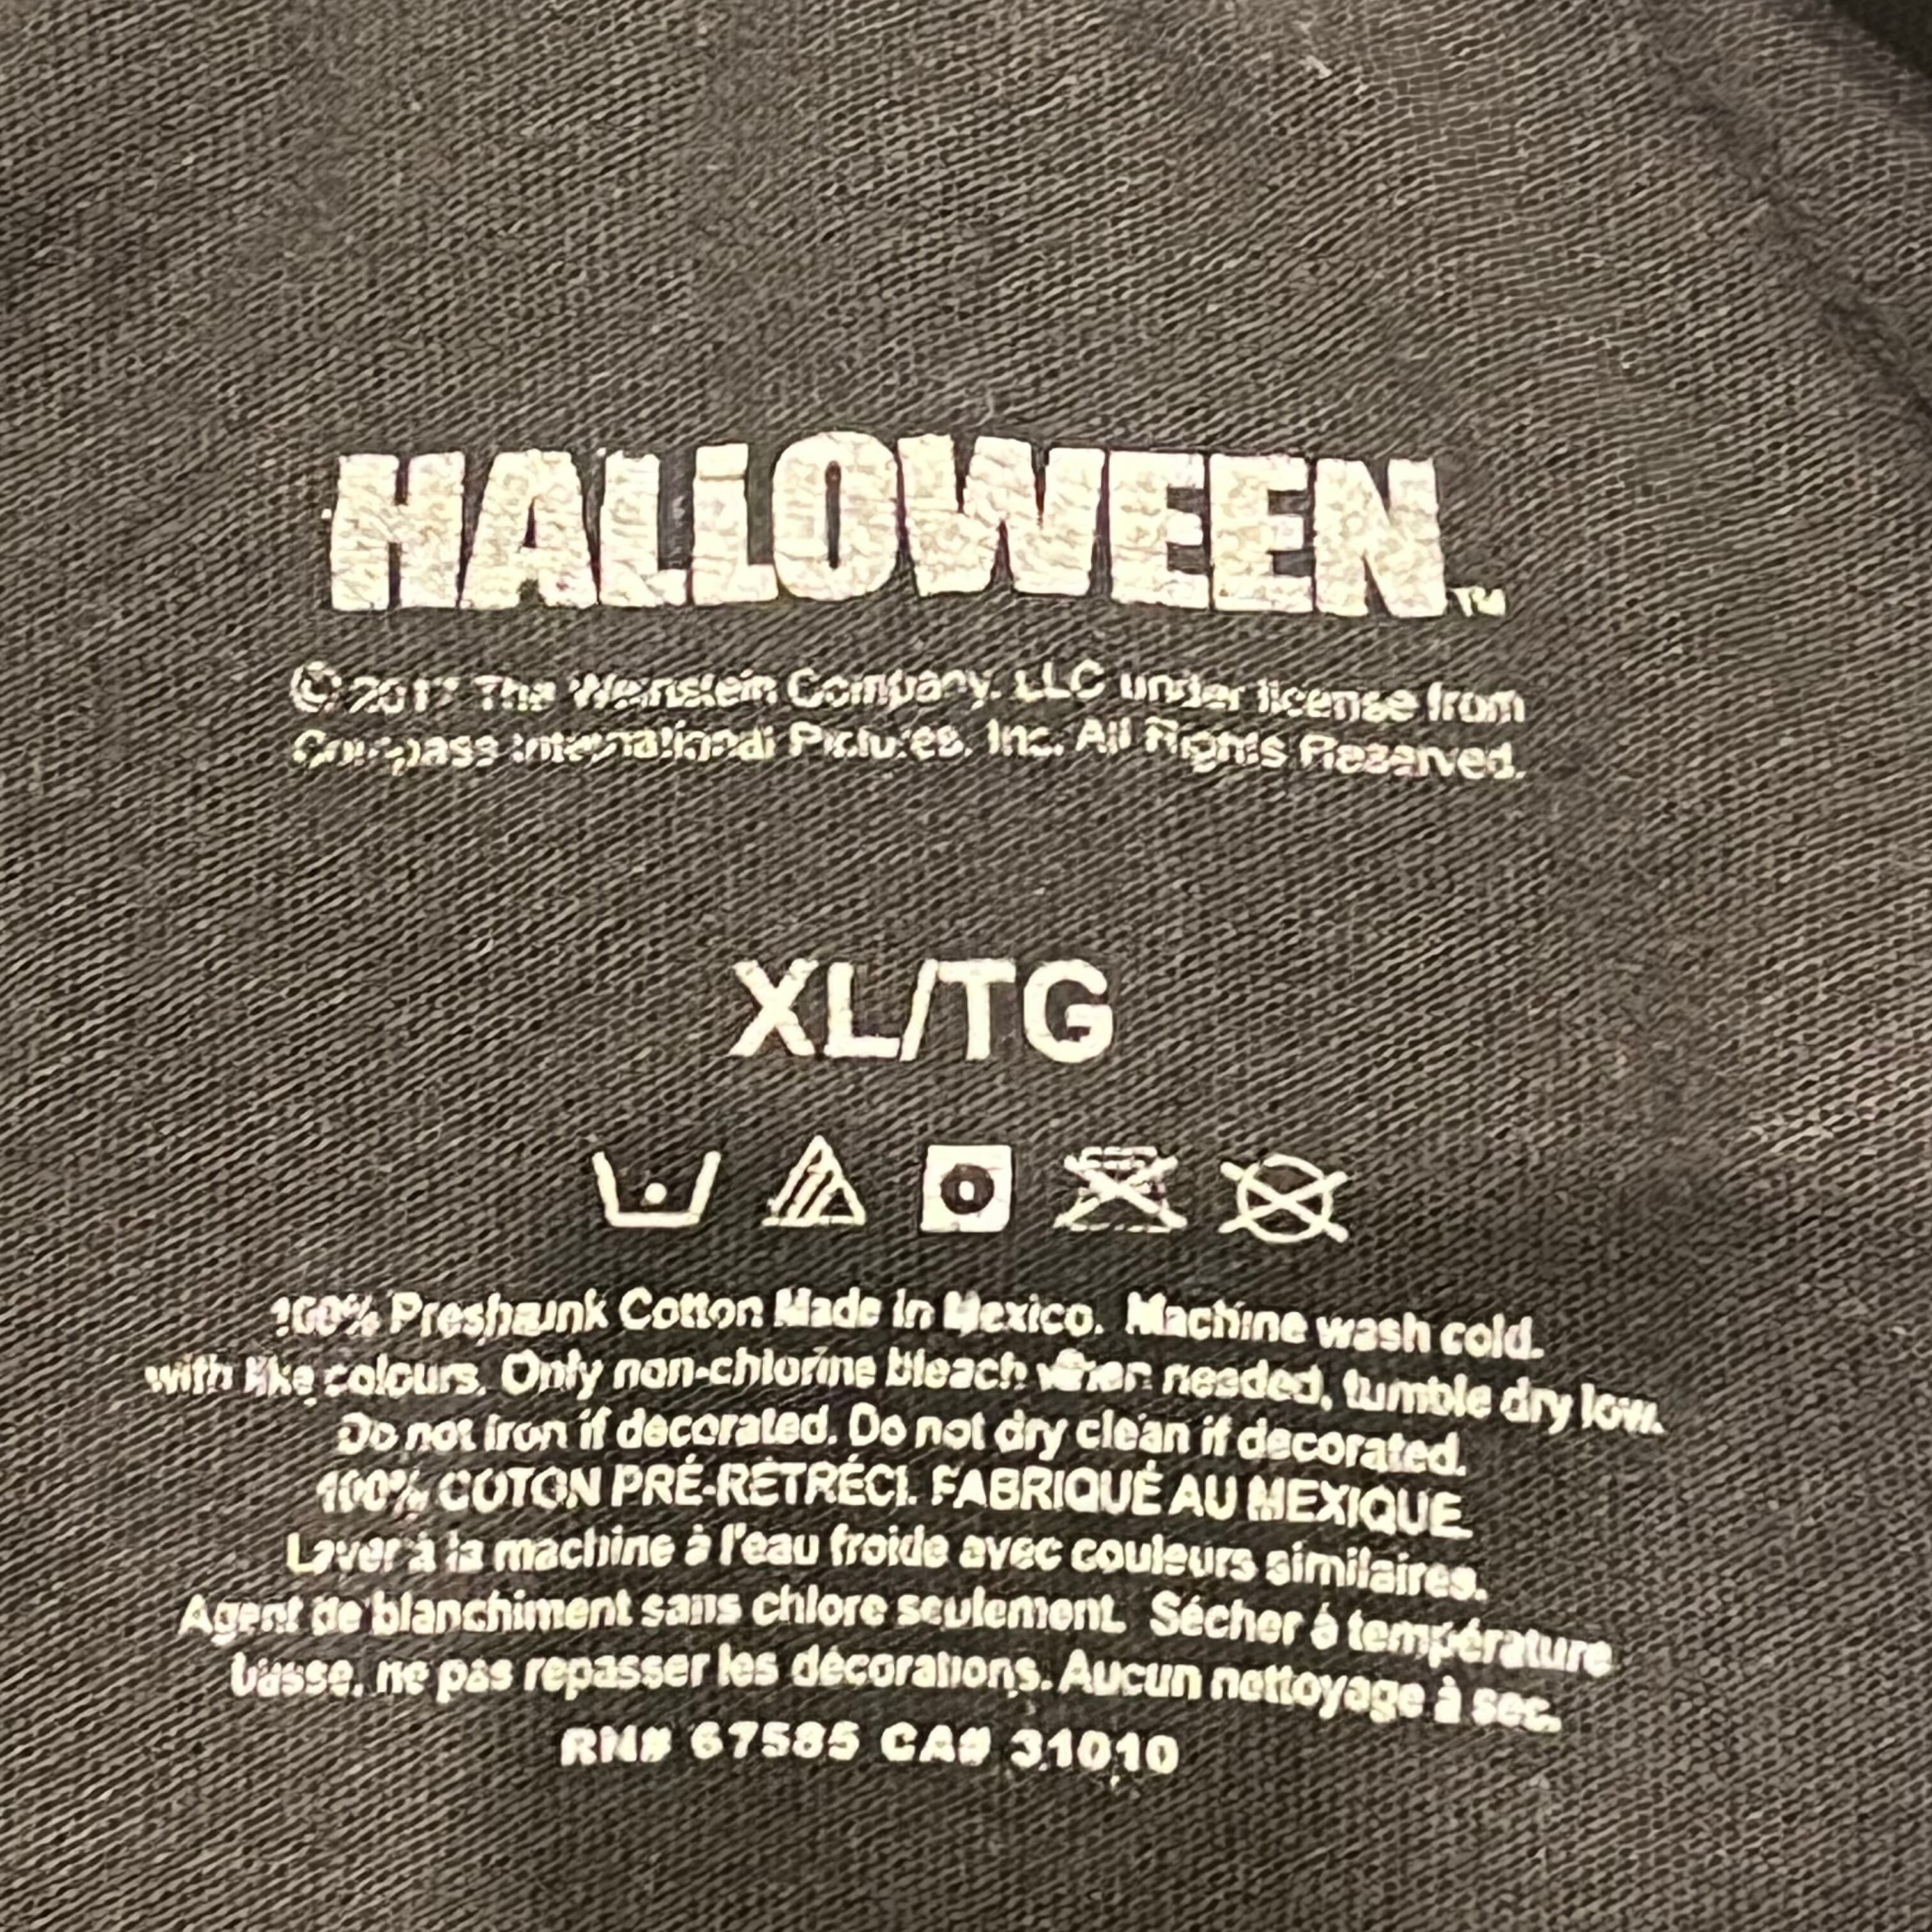 HALLOWEEN™
© 2017 The Weinstein Company, LLC under license from
Compass International Pictures, Inc. All Rights Reserved.
XL/TG
100% Preshrunk Cotton Made in Mexico. Machine wash cold.
with like colours. Only non-chlorine bleach when needed, tumble dry low.
Do not iron if decorated. Do not dry clean if decorated.
100% COTON PRÉ-RÉTRÉCI. FABRIQUÉ AU MEXIQUE.
Laver à la machine à l'eau froide avec couleurs similaires.
Agent de blanchiment sans chlore seulement. Sécher à température
basse, ne pas repasser les décorations. Aucun nettoyage à sec.
RN# 67585 CA# 31010